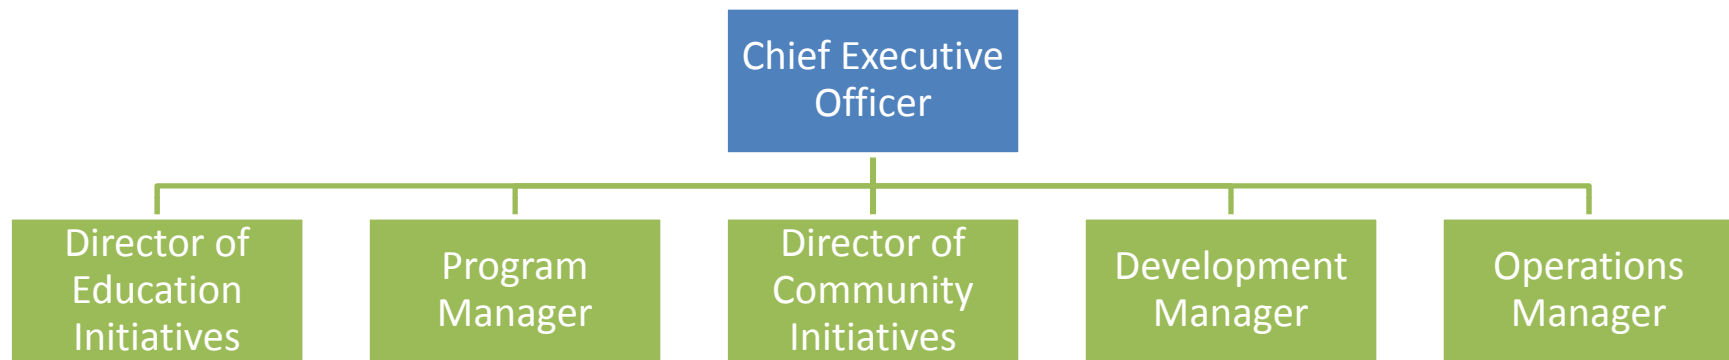 Chief Executive
Officer
Director of
Education
Initiatives
Program
Manager
Director of
Community
Initiatives
Development
Manager
Operations
Manager